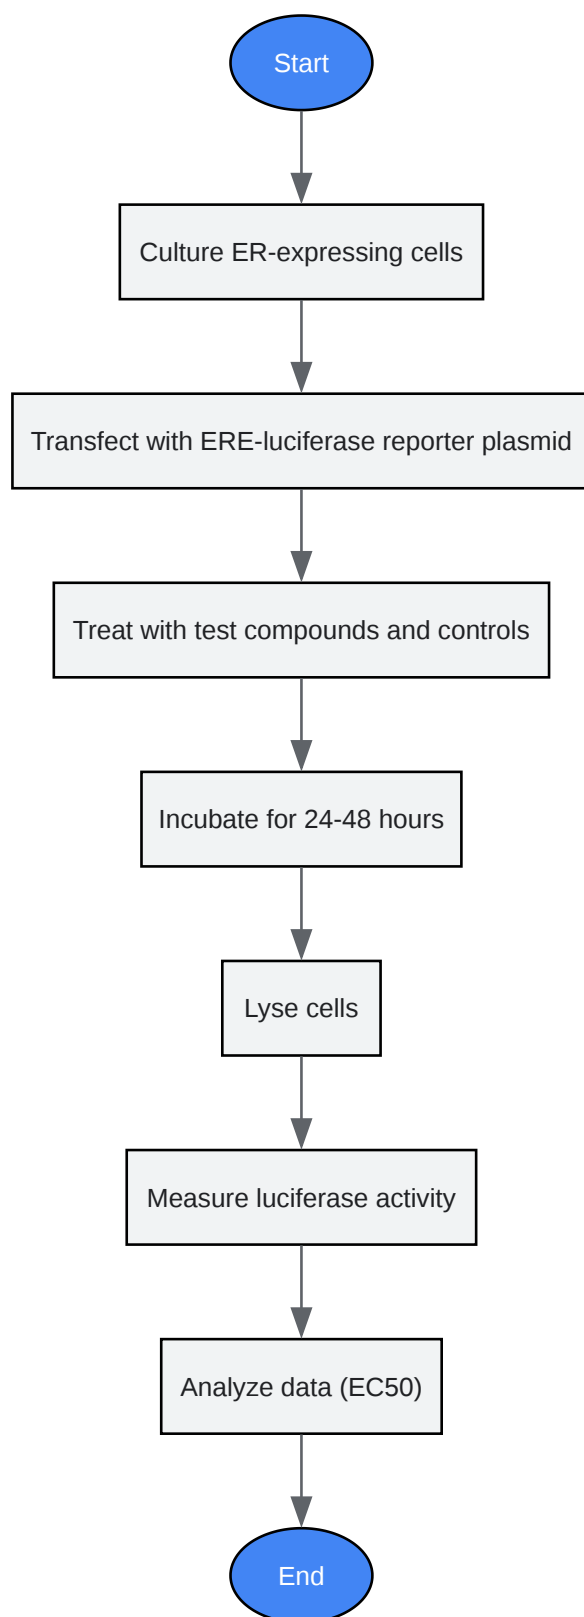 Start
Culture ER-expressing cells
Transfect with ERE-luciferase reporter plasmid
Treat with test compounds and controls
Incubate for 24-48 hours
Lyse cells
Measure luciferase activity
Analyze data (EC50)
End